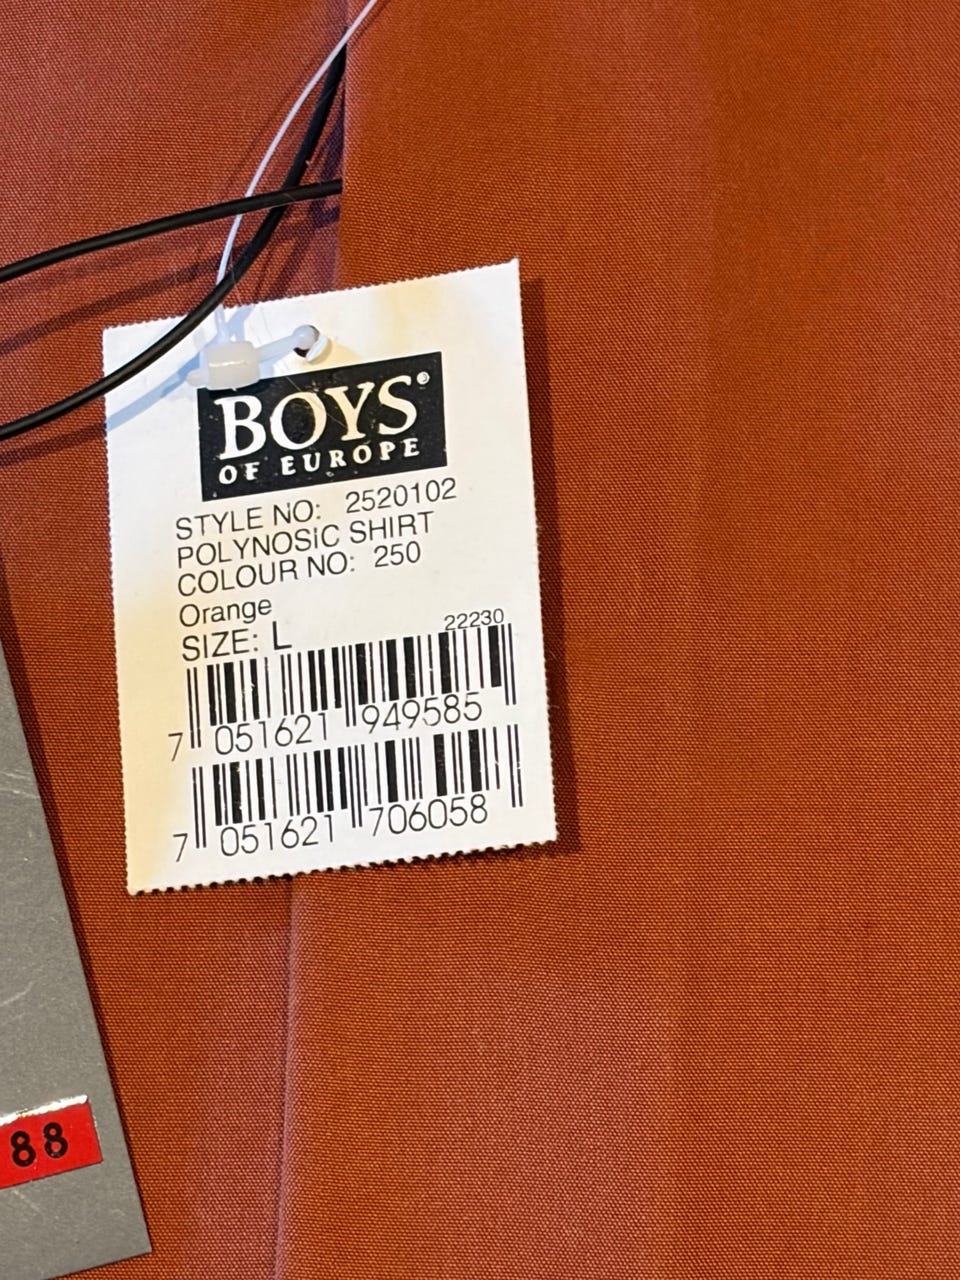 BOYS®
OF EUROPE
STYLE NO: 2520102
POLYNOSIC SHIRT
COLOUR NO: 250
Orange
22230
SIZE: L
7 051621 949585
7 051621 706058
88